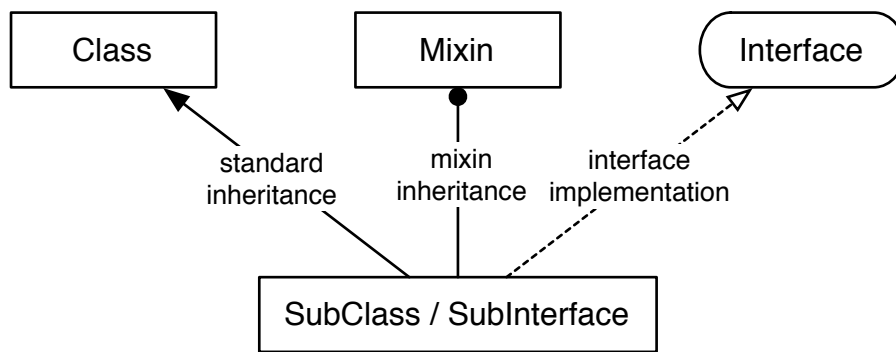 Class
Mixin
Interface
standard
inheritance
mixin
inheritance
interface
implementation
SubClass / SubInterface